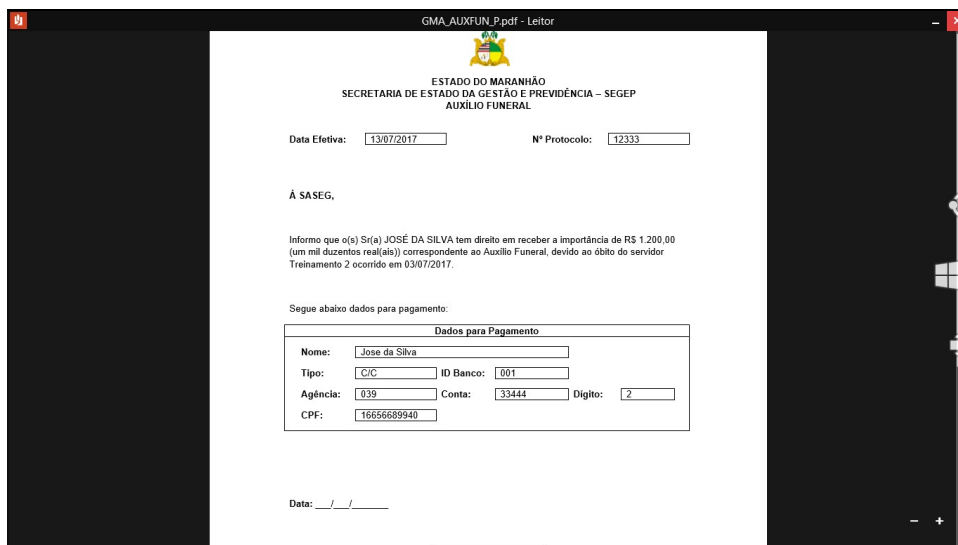 GMA_AUXFUN_P.pdf - Leitor
ESTADO DO MARANHÃO
SECRETARIA DE ESTADO DA GESTÃO E PREVIDÊNCIA – SEGEP
AUXÍLIO FUNERAL
Data Efetiva: 13/07/2017 Nº Protocolo: 12333
À SASEG,
Informo que o(s) Sr(a) JOSÉ DA SILVA tem direito em receber a importância de R$ 1.200,00
(um mil duzentos real(ais)) correspondente ao Auxílio Funeral, devido ao óbito do servidor
Treinamento 2 ocorrido em 03/07/2017.
Segue abaixo dados para pagamento:
Dados para Pagamento
Nome: Jose da Silva
Tipo: C/C ID Banco: 001
Agência: 039 Conta: 33444 Dígito: 2
CPF: 16656689940
Data: ___/___/_______